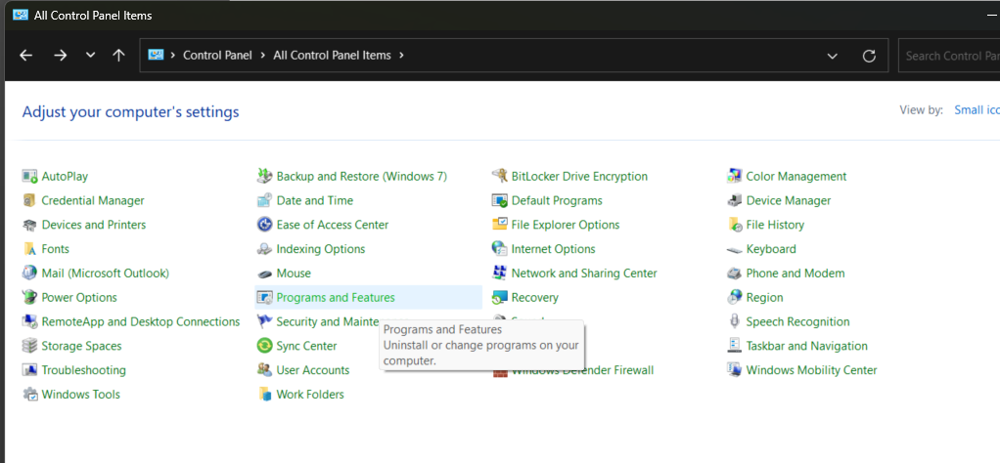 All Control Panel Items
Control Panel > All Control Panel Items >
Search Control Par
Adjust your computer's settings
View by: Small ico
AutoPlay
Backup and Restore (Windows 7)
BitLocker Drive Encryption
Color Management
Credential Manager
Date and Time
Default Programs
Device Manager
Devices and Printers
Ease of Access Center
File Explorer Options
File History
Fonts
Indexing Options
Internet Options
Keyboard
Mail (Microsoft Outlook)
Mouse
Network and Sharing Center
Phone and Modem
Power Options
Programs and Features
Recovery
Region
RemoteApp and Desktop Connections
Security and Mainte
Speech Recognition
Programs and Features
Uninstall or change programs on your
computer.
Storage Spaces
Sync Center
Taskbar and Navigation
Troubleshooting
User Accounts
Windows Defender Firewall
Windows Mobility Center
Windows Tools
Work Folders